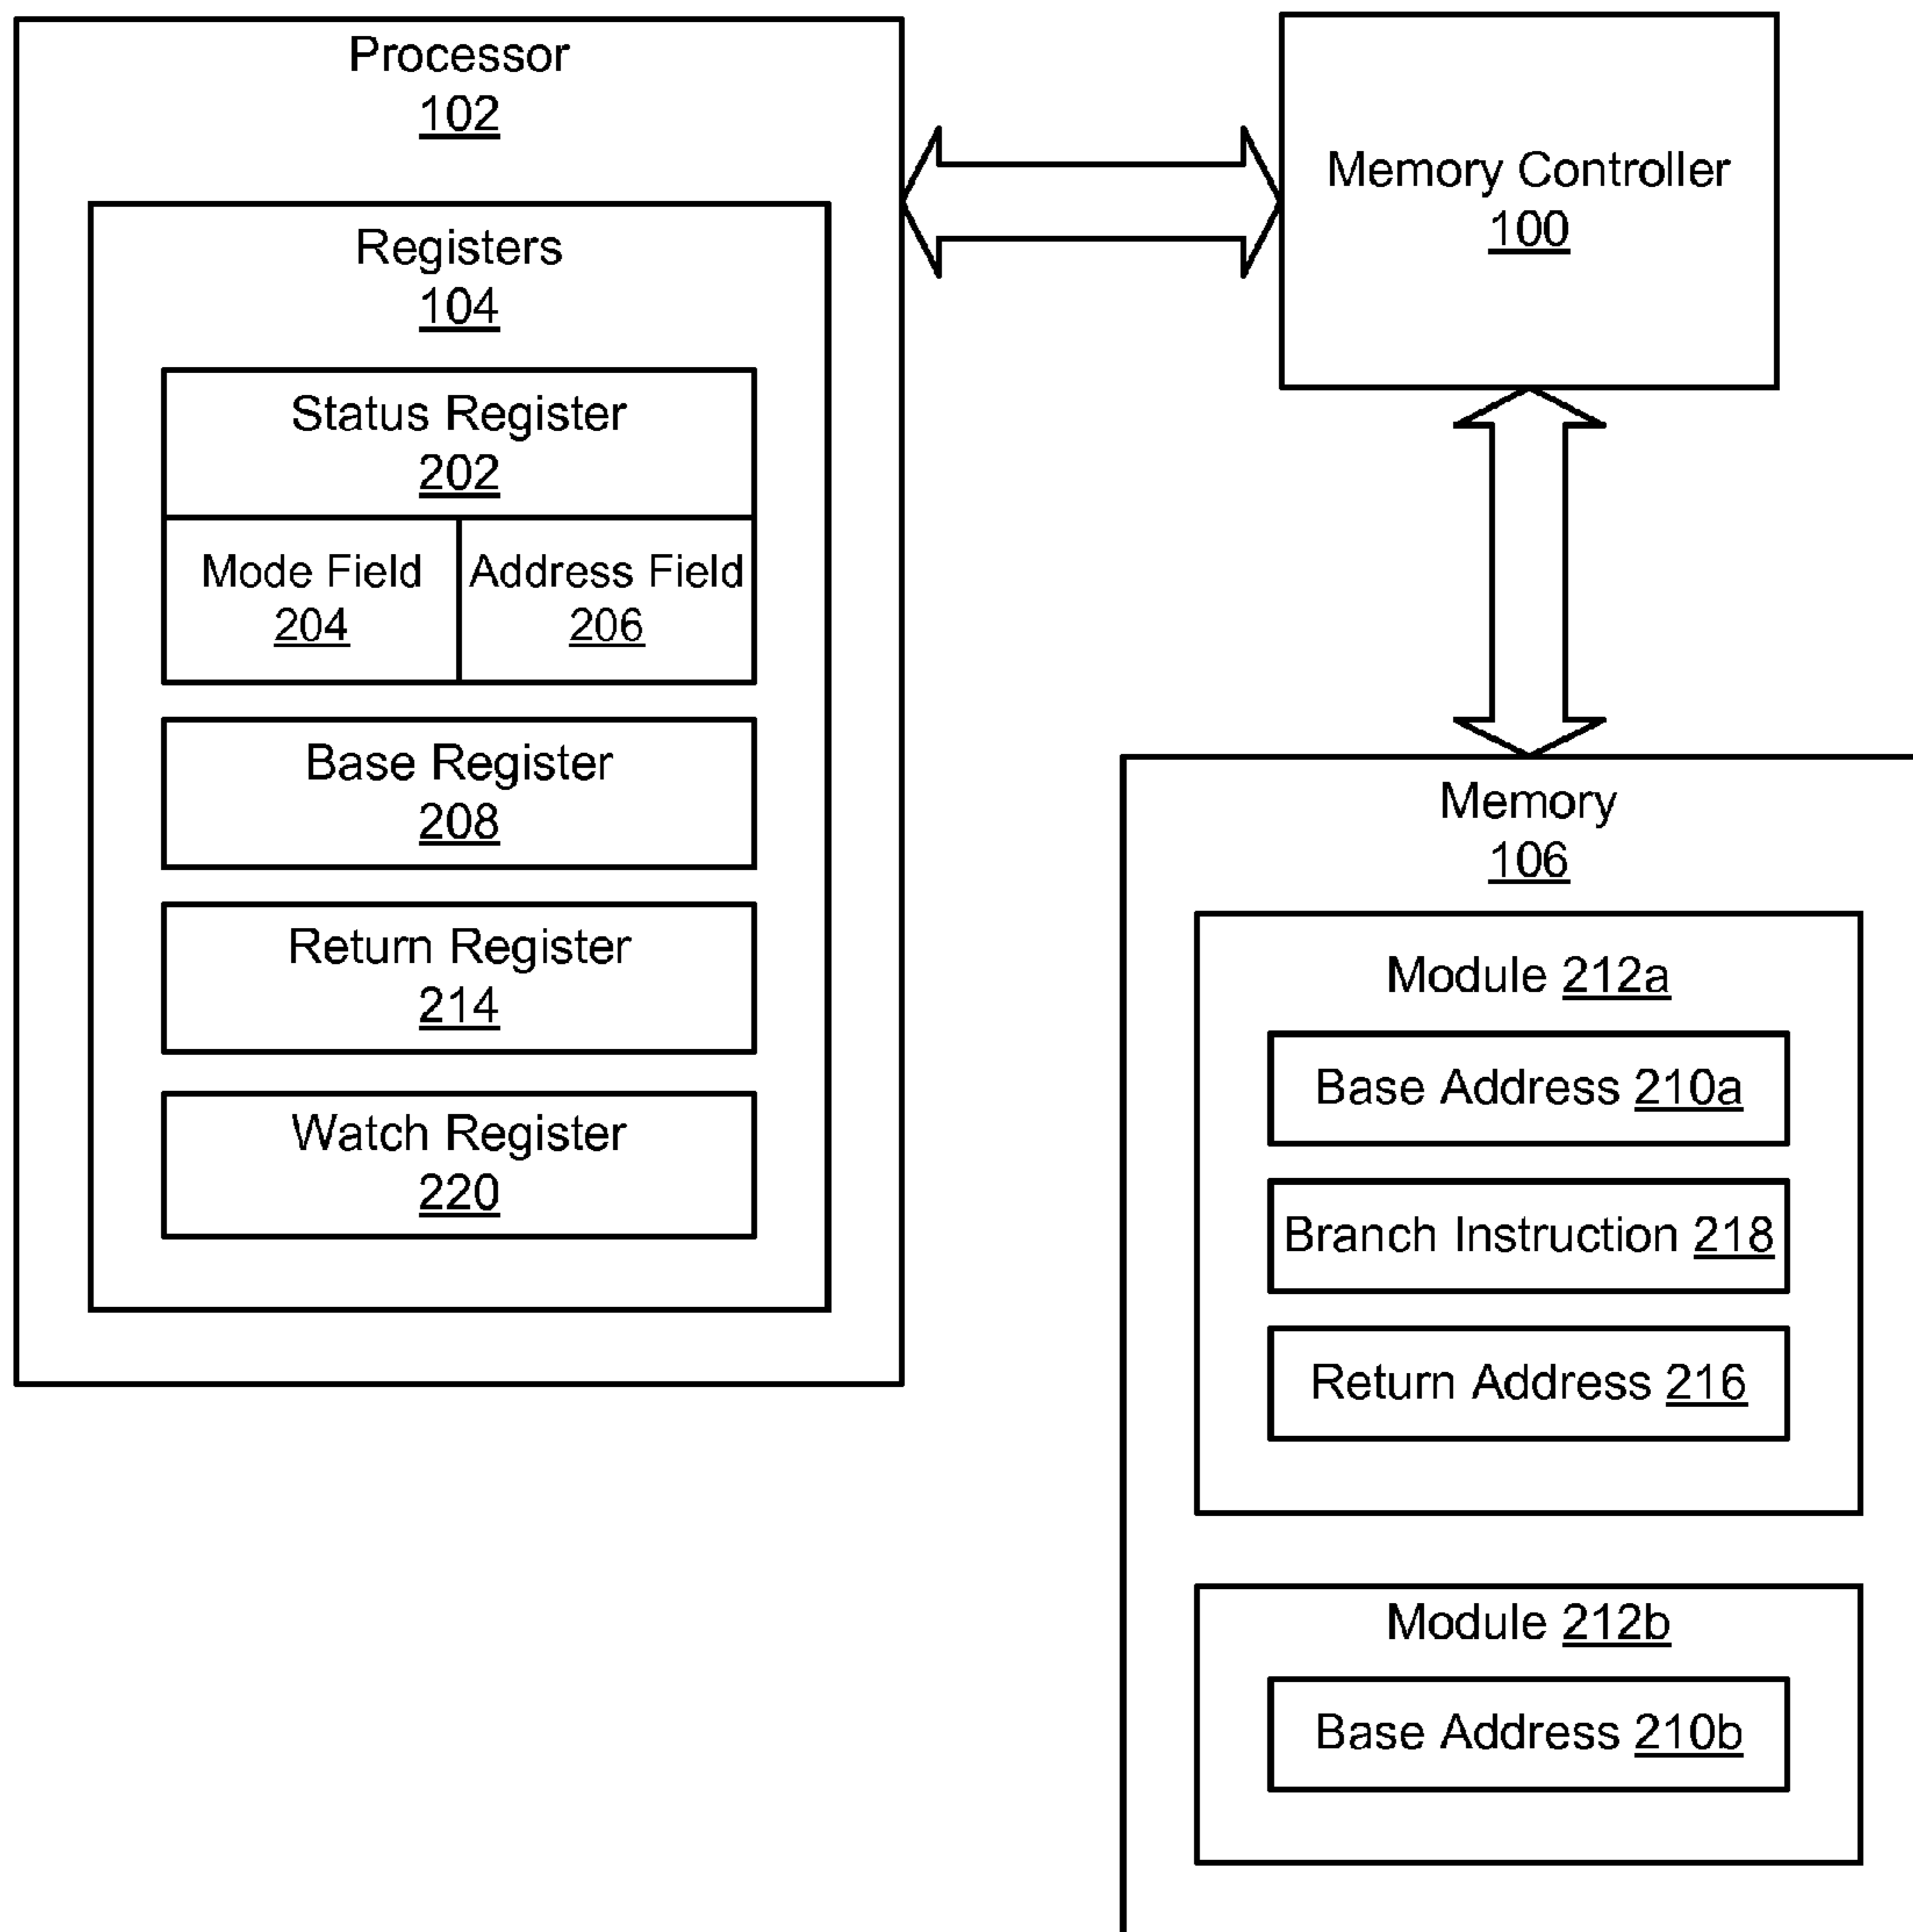 Processor
102
Registers
104
Status Register
202
Mode Field
204
Address Field
206
Base Register
208
Return Register
214
Watch Register
220
Memory Controller
100
Memory
106
Module 212a
Base Address 210a
Branch Instruction 218
Return Address 216
Module 212b
Base Address 210b